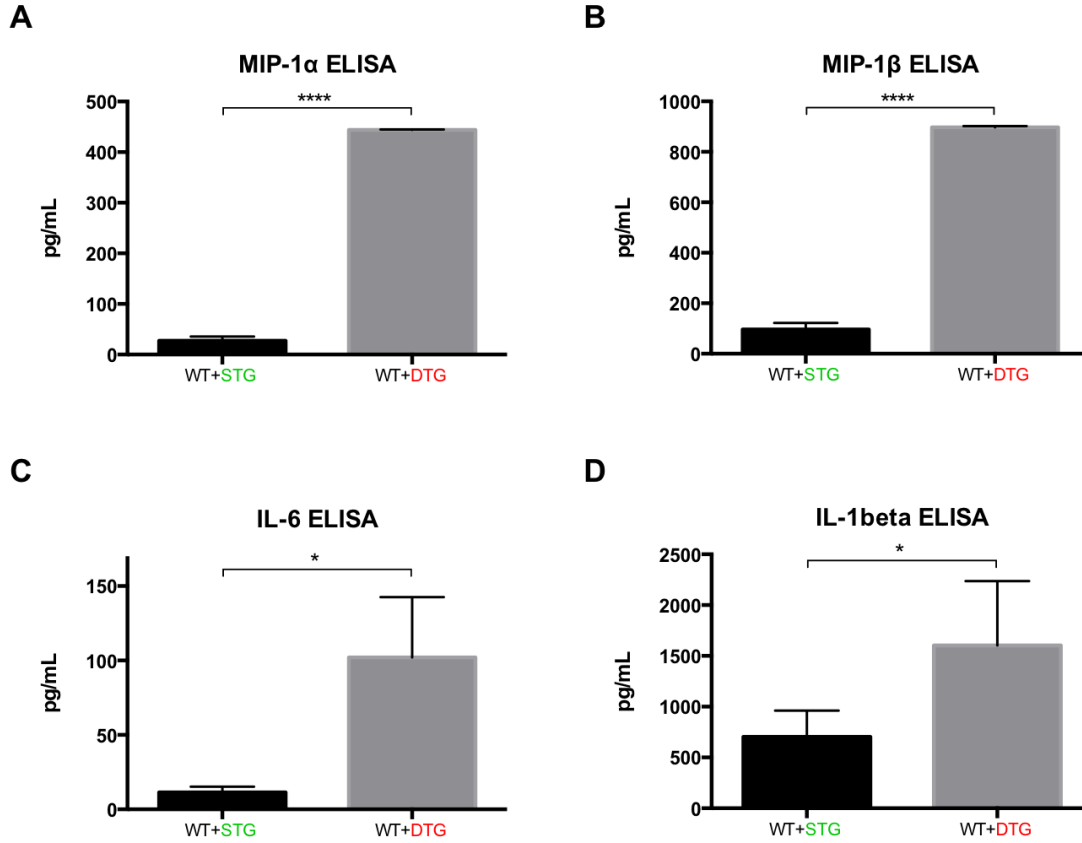 A
MIP-1α ELISA
****
500
400
300
200
100
0
pg/mL
WT+STG
WT+DTG
B
MIP-1β ELISA
****
1000
800
600
400
200
0
pg/mL
WT+STG
WT+DTG
C
IL-6 ELISA
*
150
100
50
0
pg/mL
WT+STG
WT+DTG
D
IL-1beta ELISA
*
2500
2000
1500
1000
500
0
pg/mL
WT+STG
WT+DTG